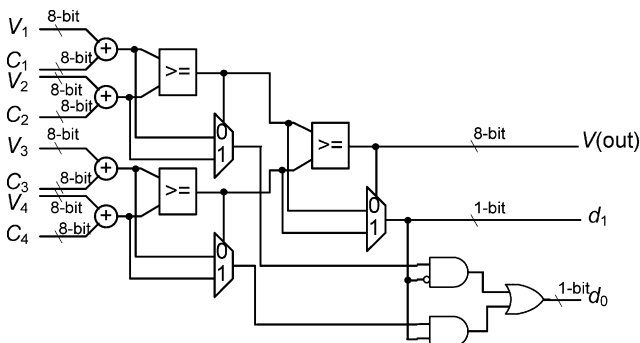 V1 8-bit
C1 8-bit
V2 8-bit
C2 8-bit
V3 8-bit
C3 8-bit
V4 8-bit
C4 8-bit
+
+
+
+
>=
>=
>=
0
1
0
1
0
1
8-bit V(out)
1-bit d1
1-bit d0